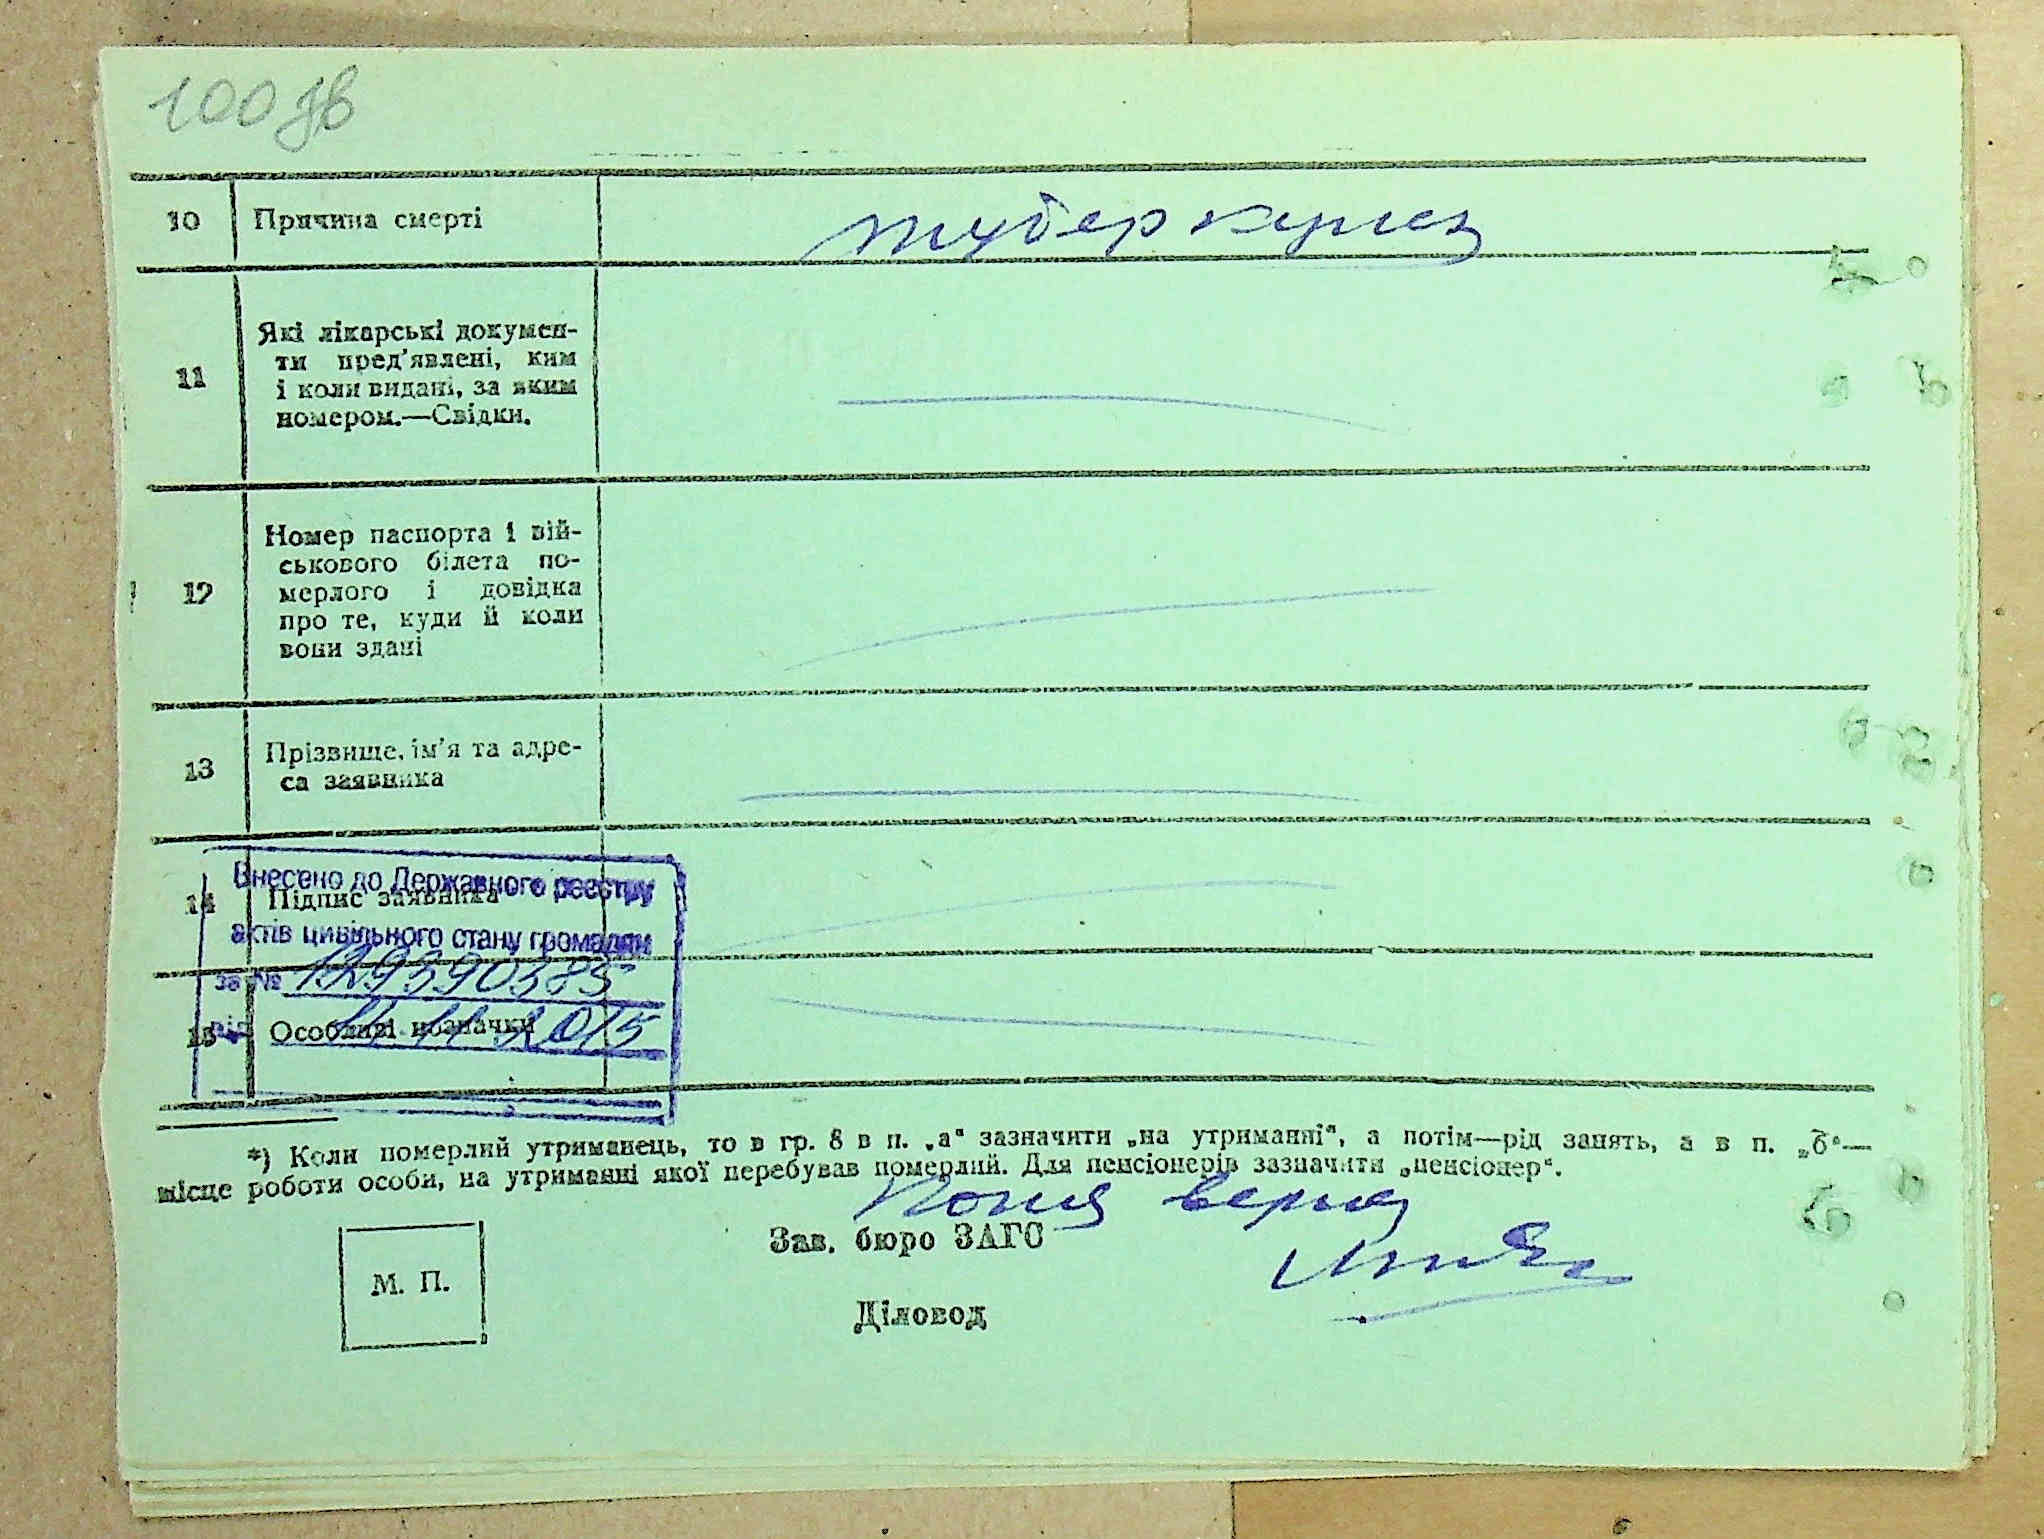 100 зв
10 Причина смерті туберкулез
11 Які лікарські докумен-
ти пред'явлені, ким
і коли видані, за яким
номером.—Свідки.
12 Номер паспорта і вій-
ськового білета по-
мерлого і довідка
про те, куди й коли
вони здані
13 Прізвище, ім'я та адре-
са заявника
Внесено до Державного реєстру
14 Підпис заявника
актів цивільного стану громадян
за №
від 2015
15 Особливі позначки
*) Коли померлий утриманець, то в гр. 8 в п. „а“ зазначити „на утриманні“, а потім—рід занять, а в п. „б“—
місце роботи особи, на утриманні якої перебував померлий. Для пенсіонерів зазначити „пенсіонер“.
Копия верна
Зав. бюро ЗАГС
М. П.
Діловод